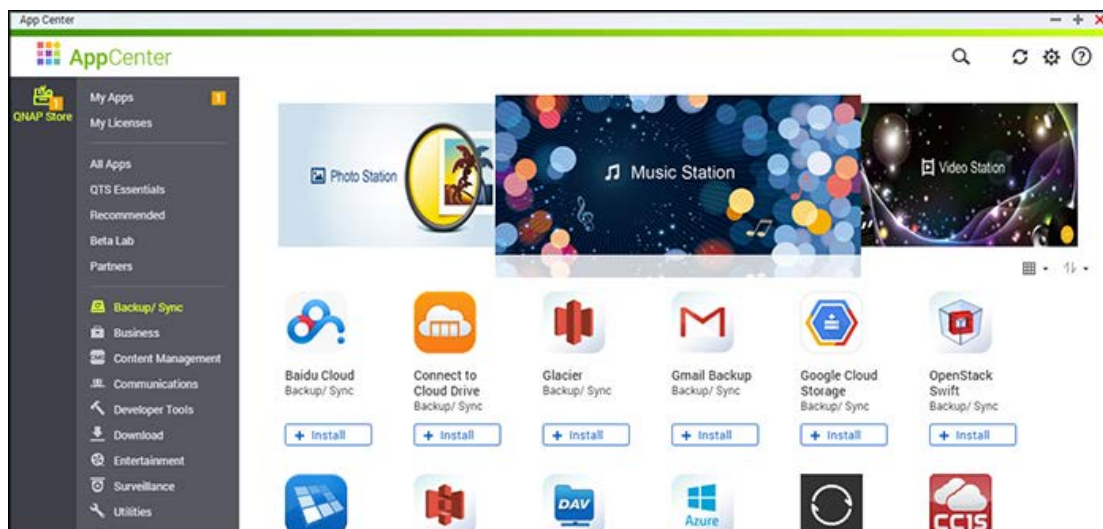 App Center
AppCenter
1
QNAP Store
My Apps 1
My Licenses
All Apps
QTS Essentials
Recommended
Beta Lab
Partners
Backup/ Sync
Business
Content Management
Communications
Developer Tools
Download
Entertainment
Surveillance
Utilities
Photo Station
Music Station
Video Station
Baidu Cloud
Backup/ Sync
+ Install
Connect to
Cloud Drive
Backup/ Sync
+ Install
Glacier
Backup/ Sync
+ Install
Gmail Backup
Backup/ Sync
+ Install
Google Cloud
Storage
Backup/ Sync
+ Install
OpenStack
Swift
Backup/ Sync
+ Install
DAV
Azure
CC1S